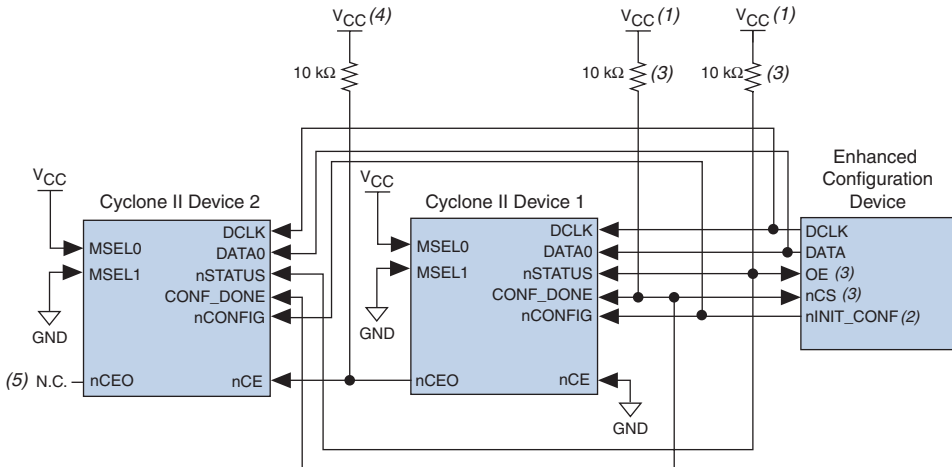 VCC (4)
VCC (1)
VCC (1)
10 kΩ
10 kΩ (3)
10 kΩ (3)
VCC
Cyclone II Device 2
MSEL0
MSEL1
GND
DCLK
DATA0
nSTATUS
CONF_DONE
nCONFIG
(5) N.C.
nCEO
nCE
VCC
Cyclone II Device 1
MSEL0
MSEL1
GND
DCLK
DATA0
nSTATUS
CONF_DONE
nCONFIG
nCEO
nCE
GND
Enhanced
Configuration
Device
DCLK
DATA
OE (3)
nCS (3)
nINIT_CONF (2)